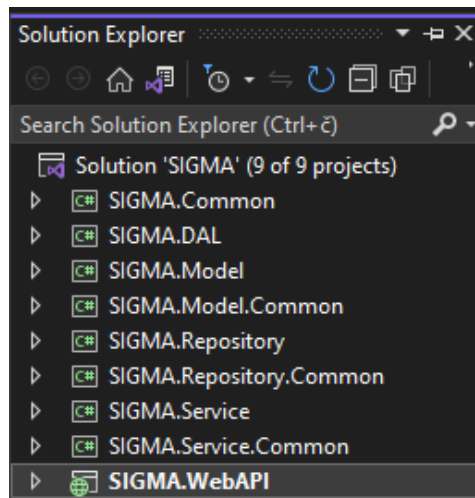 Solution Explorer
Search Solution Explorer (Ctrl+č)
Solution 'SIGMA' (9 of 9 projects)
C# SIGMA.Common
C# SIGMA.DAL
C# SIGMA.Model
C# SIGMA.Model.Common
C# SIGMA.Repository
C# SIGMA.Repository.Common
C# SIGMA.Service
C# SIGMA.Service.Common
SIGMA.WebAPI